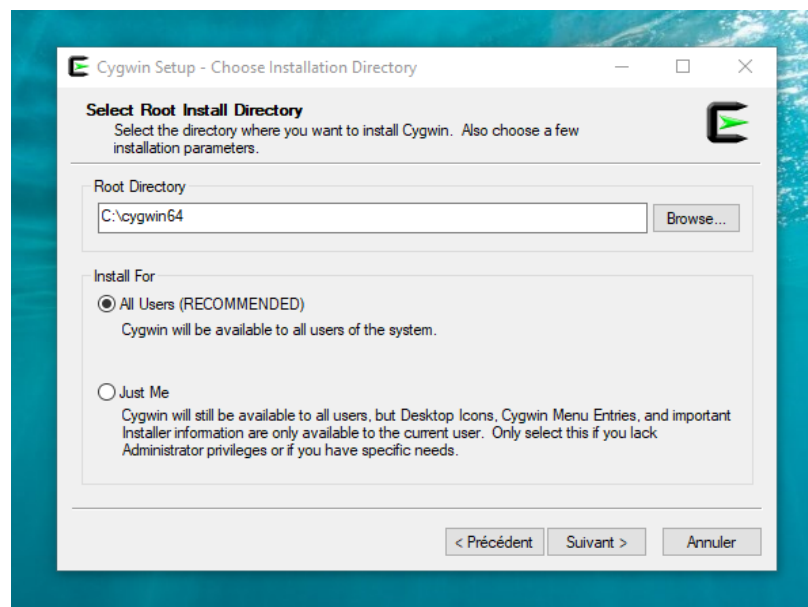 Cygwin Setup - Choose Installation Directory
Select Root Install Directory
Select the directory where you want to install Cygwin. Also choose a few
installation parameters.
Root Directory
C:\cygwin64
Browse...
Install For
All Users (RECOMMENDED)
Cygwin will be available to all users of the system.
Just Me
Cygwin will still be available to all users, but Desktop Icons, Cygwin Menu Entries, and important
Installer information are only available to the current user. Only select this if you lack
Administrator privileges or if you have specific needs.
< Précédent Suivant > Annuler